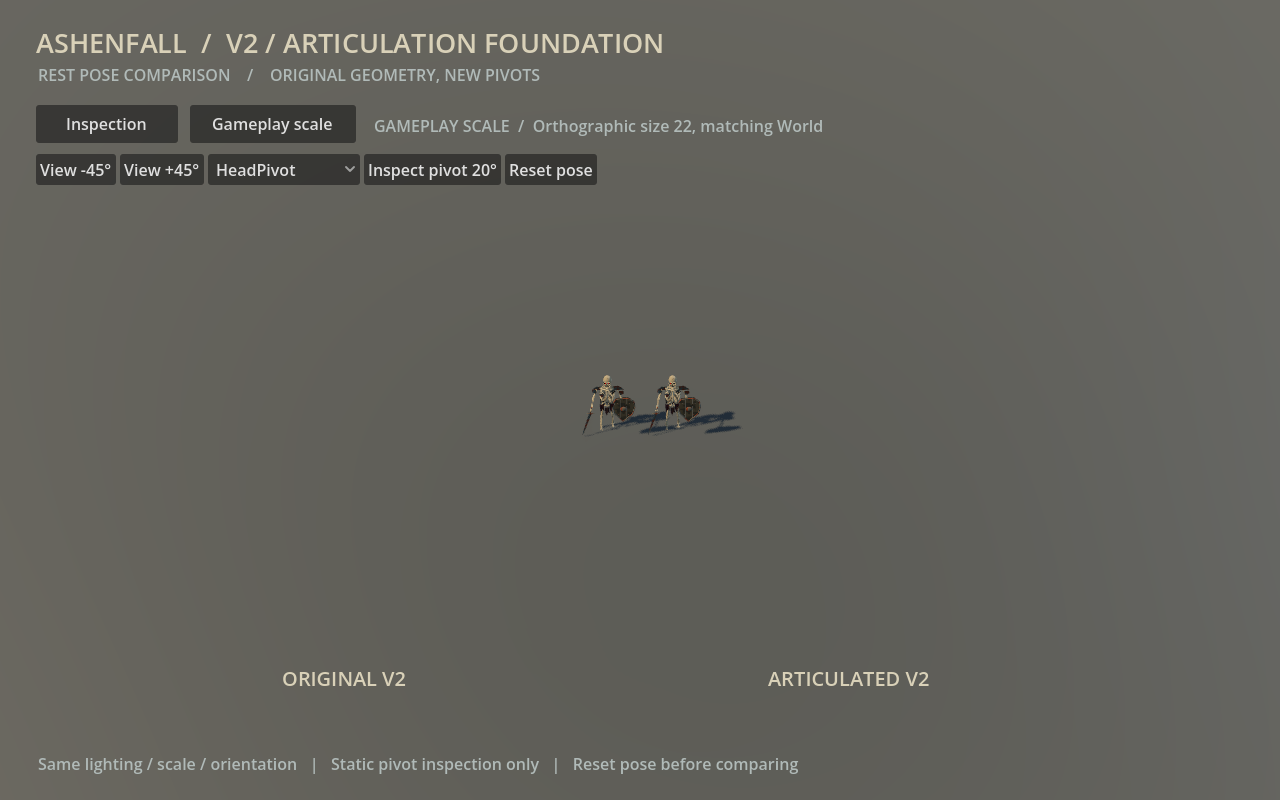 ASHENFALL / V2 / ARTICULATION FOUNDATION
REST POSE COMPARISON / ORIGINAL GEOMETRY, NEW PIVOTS
Inspection Gameplay scale GAMEPLAY SCALE / Orthographic size 22, matching World
View -45° View +45° HeadPivot Inspect pivot 20° Reset pose
ORIGINAL V2 ARTICULATED V2
Same lighting / scale / orientation | Static pivot inspection only | Reset pose before comparing